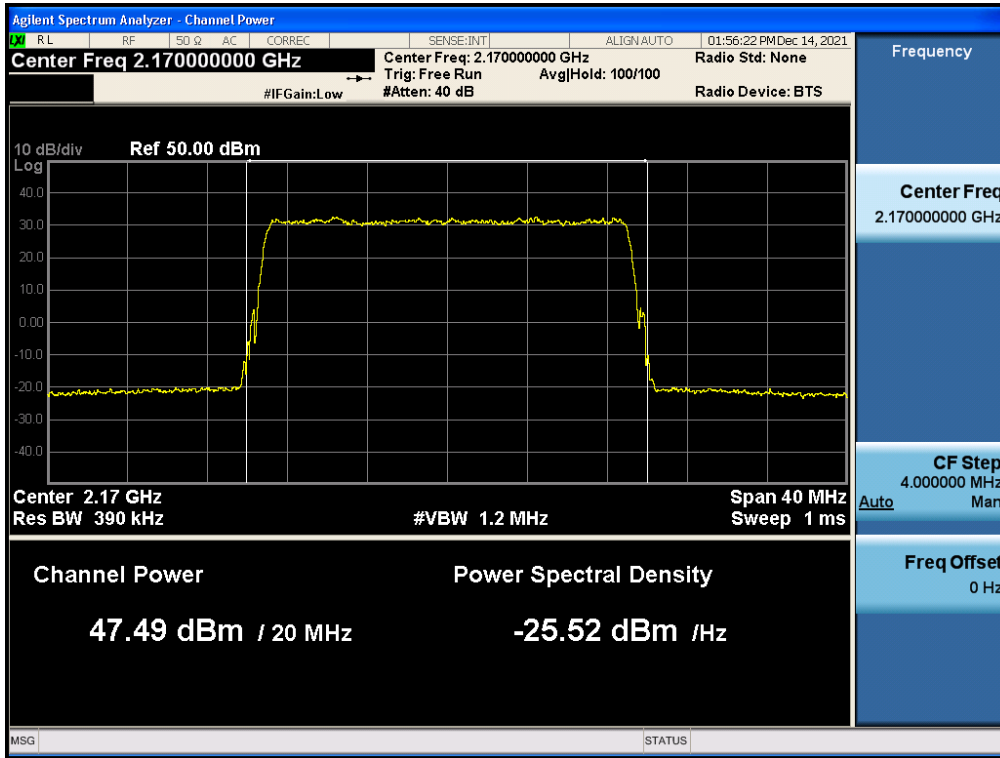 Agilent Spectrum Analyzer - Channel Power
LXI RL RF 50 Ω AC CORREC SENSE:INT ALIGN AUTO 01:56:22 PM Dec 14, 2021
Center Freq 2.170000000 GHz
Center Freq: 2.170000000 GHz
Radio Std: None
Trig: Free Run Avg|Hold: 100/100
#IFGain:Low
#Atten: 40 dB
Radio Device: BTS
10 dB/div Ref 50.00 dBm
Log
40.0
30.0
20.0
10.0
0.00
-10.0
-20.0
-30.0
-40.0
Center 2.17 GHz Span 40 MHz
Res BW 390 kHz #VBW 1.2 MHz Sweep 1 ms
Channel Power Power Spectral Density
47.49 dBm / 20 MHz -25.52 dBm /Hz
MSG STATUS
Frequency
Center Freq
2.170000000 GHz
CF Step
4.000000 MHz
Auto Man
Freq Offset
0 Hz